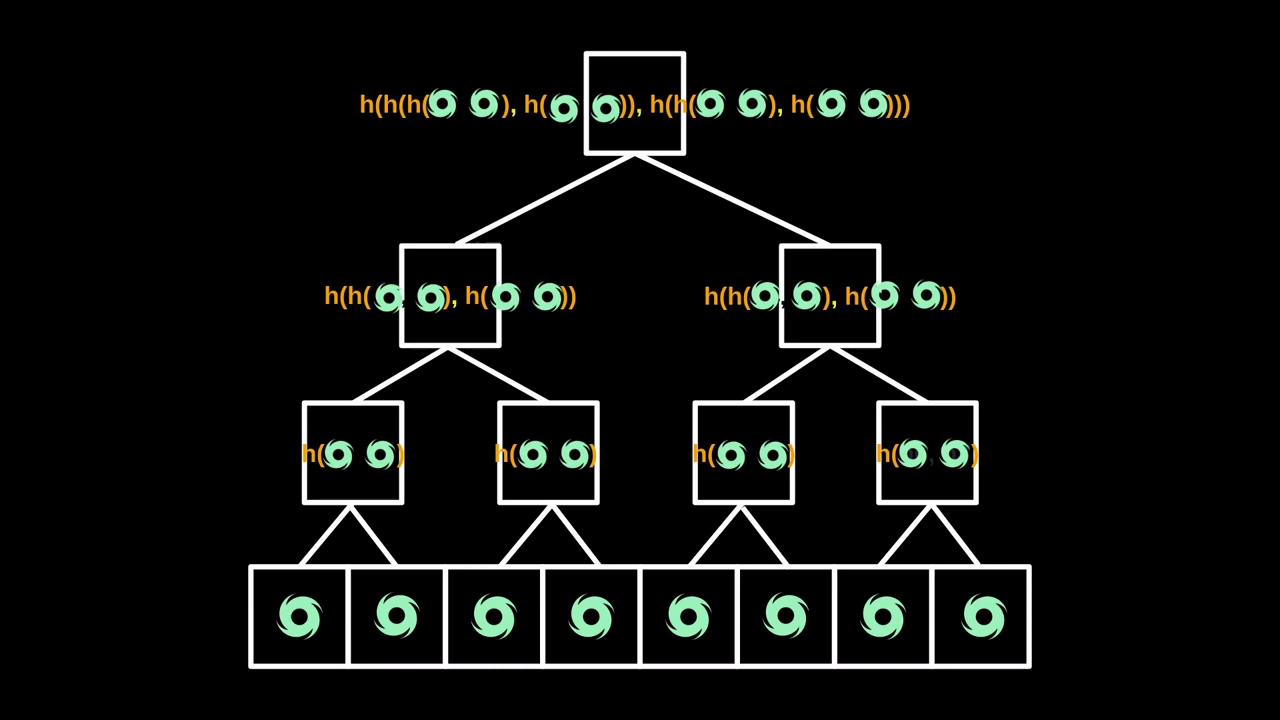 h(h(h( ), h( )), h(h( ), h( )))
h(h( ), h( ))
h(h( ), h( ))
h( )
h( )
h( )
h( )